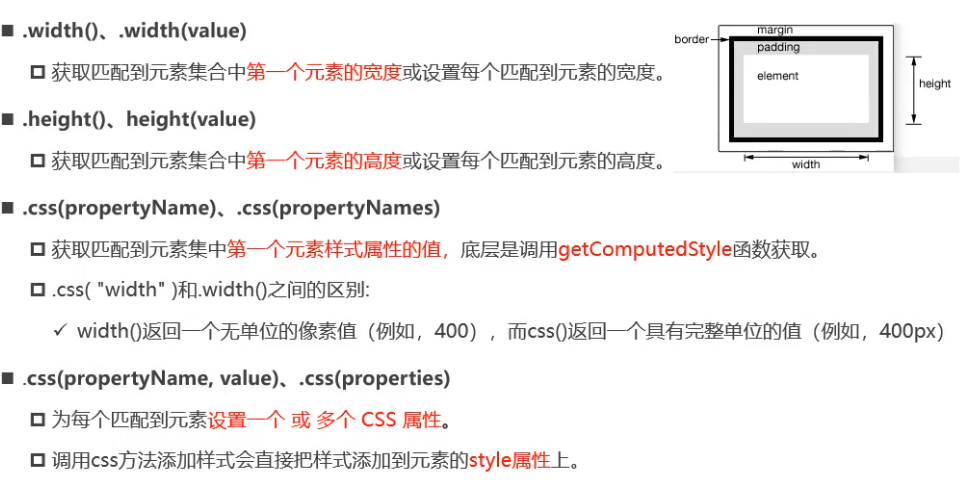 .width()、.width(value)
获取匹配到元素集合中第一个元素的宽度或设置每个匹配到元素的宽度。
.height()、height(value)
获取匹配到元素集合中第一个元素的高度或设置每个匹配到元素的高度。
margin
border
padding
element
height
width
.css(propertyName)、.css(propertyNames)
获取匹配到元素集中第一个元素样式属性的值，底层是调用getComputedStyle函数获取。
.css( "width" )和.width()之间的区别:
✓ width()返回一个无单位的像素值（例如，400），而css()返回一个具有完整单位的值（例如，400px）
.css(propertyName, value)、.css(properties)
为每个匹配到元素设置一个 或 多个 CSS 属性。
调用css方法添加样式会直接把样式添加到元素的style属性上。